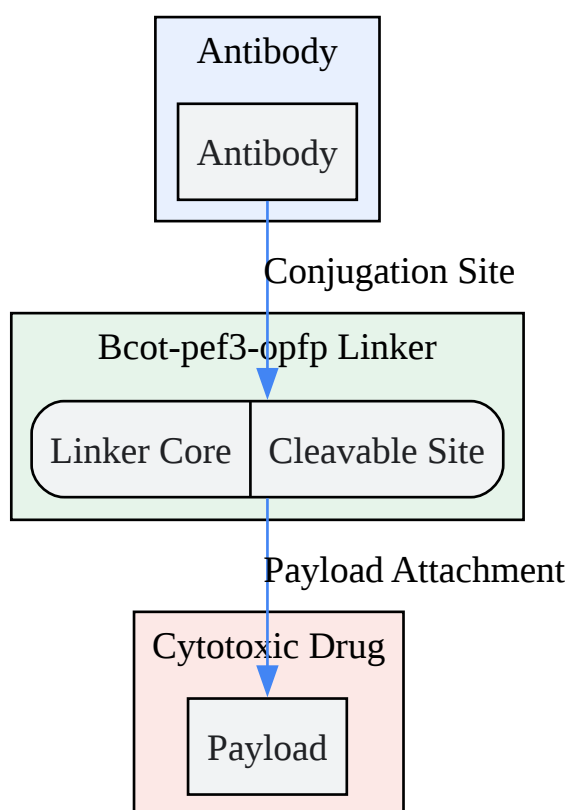 Antibody
Antibody
Conjugation Site
Bcot-pef3-opfp Linker
Linker Core
Cleavable Site
Payload Attachment
Cytotoxic Drug
Payload